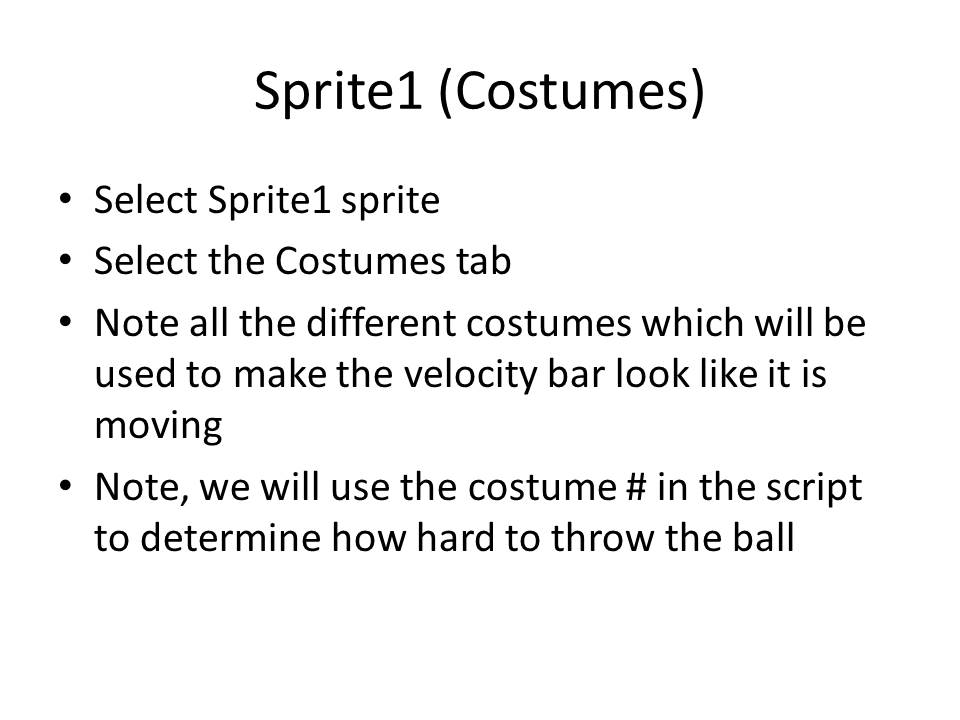 Sprite1 (Costumes)
• Select Sprite1 sprite
• Select the Costumes tab
• Note all the different costumes which will be
used to make the velocity bar look like it is
moving
• Note, we will use the costume # in the script
to determine how hard to throw the ball